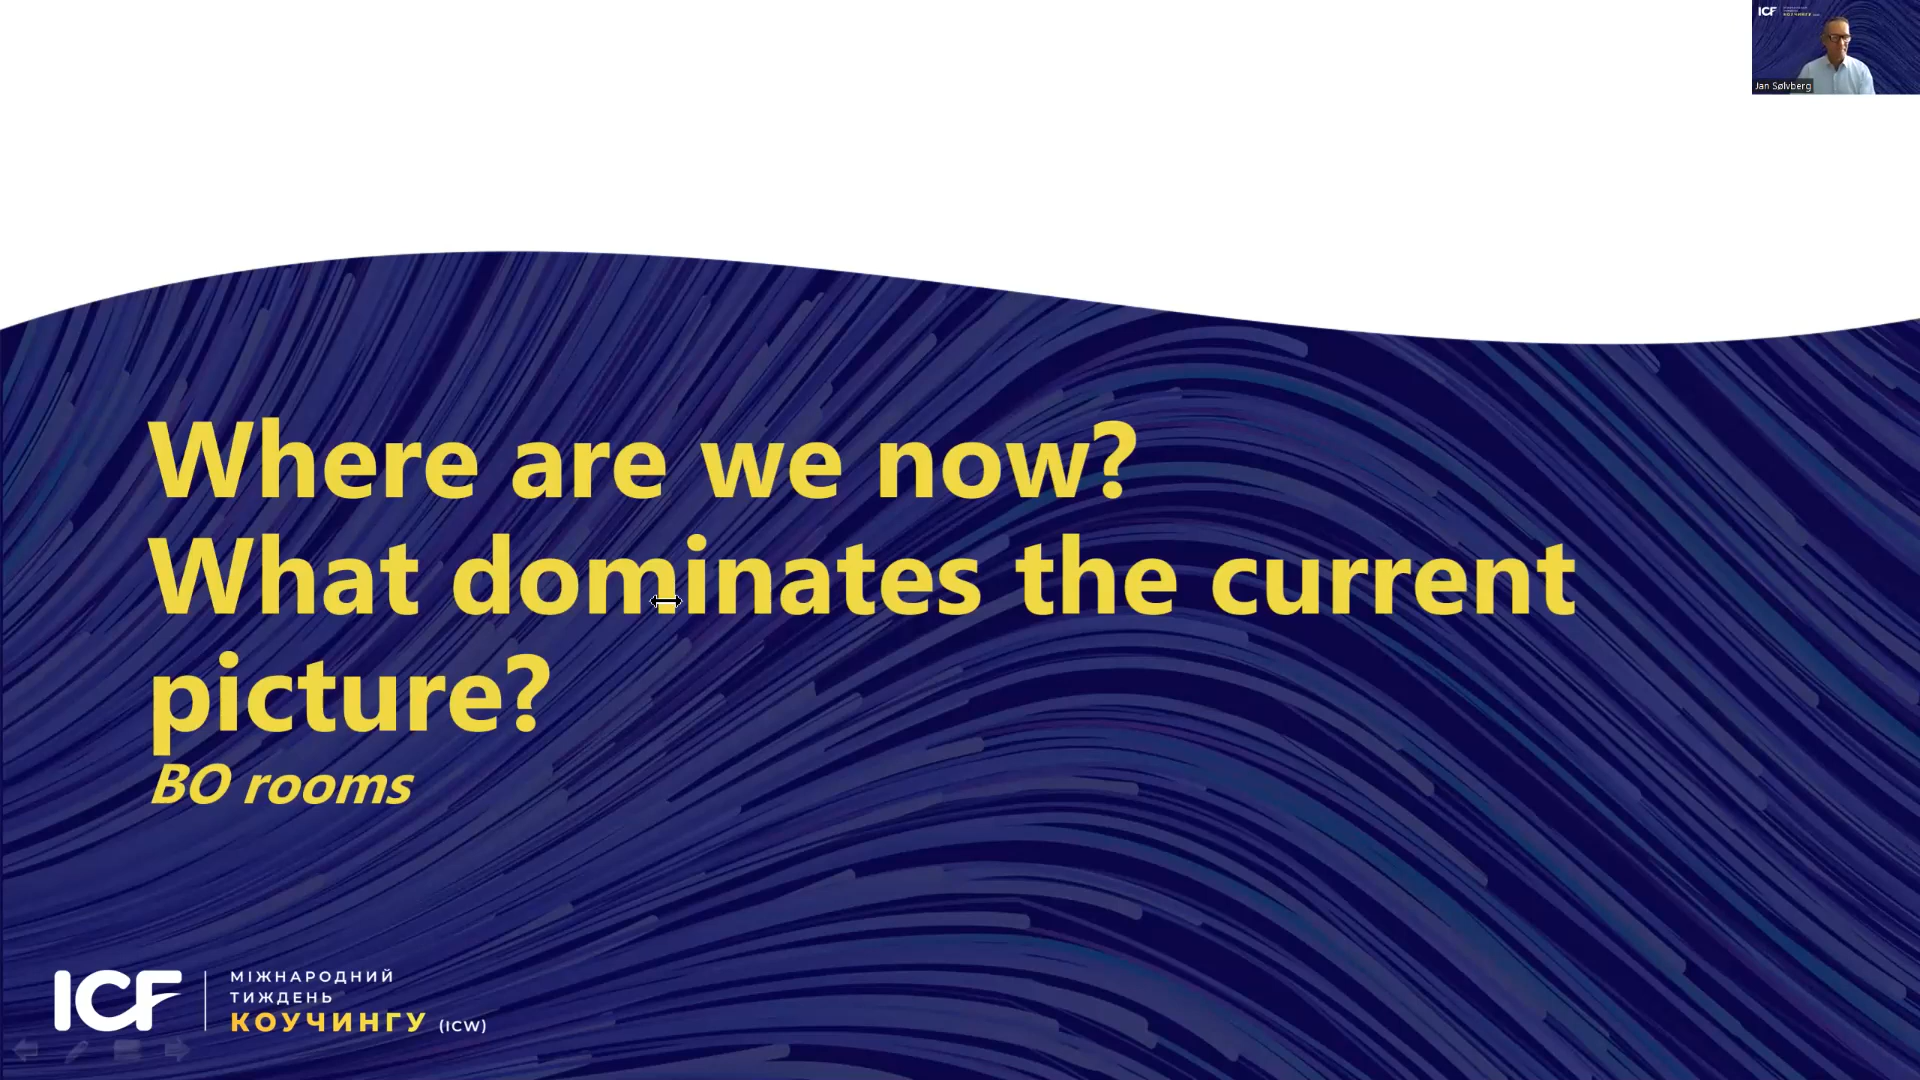 Jan Sølvberg
Where are we now?
What dominates the current
picture?
BO rooms
ICF
МІЖНАРОДНИЙ
ТИЖДЕНЬ
КОУЧИНГУ (ICW)